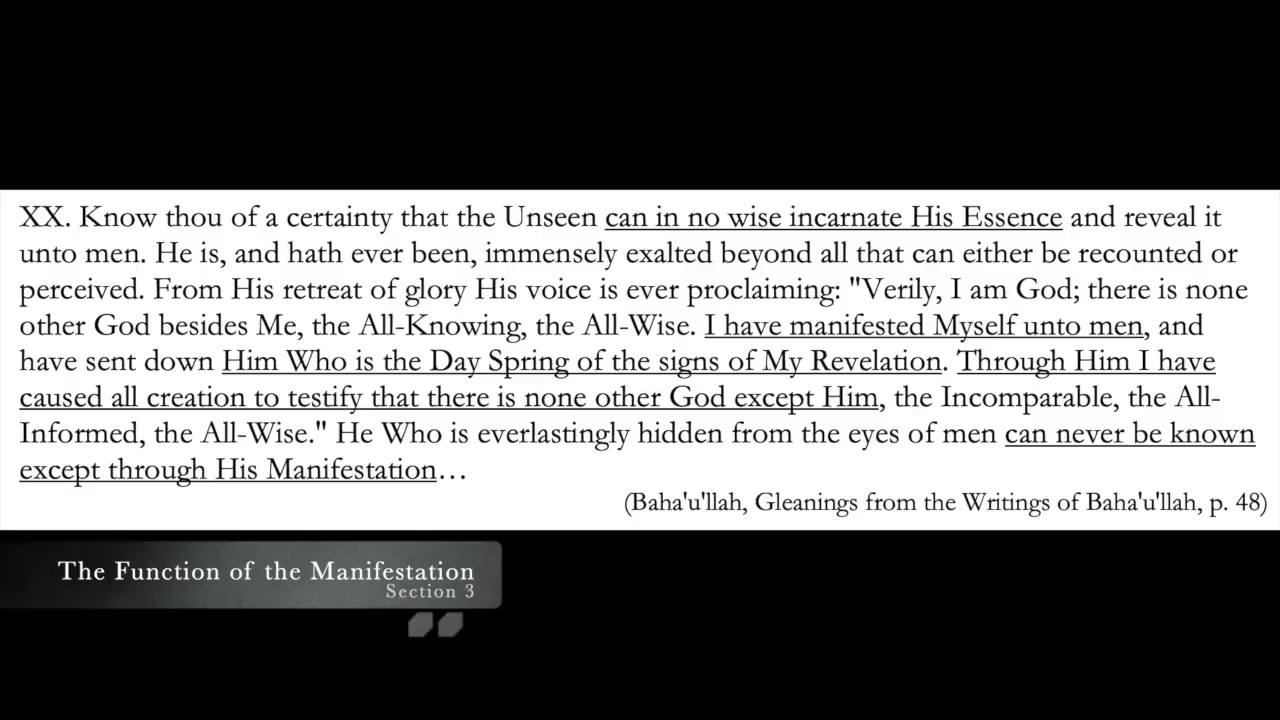 XX. Know thou of a certainty that the Unseen can in no wise incarnate His Essence and reveal it
unto men. He is, and hath ever been, immensely exalted beyond all that can either be recounted or
perceived. From His retreat of glory His voice is ever proclaiming: "Verily, I am God; there is none
other God besides Me, the All-Knowing, the All-Wise. I have manifested Myself unto men, and
have sent down Him Who is the Day Spring of the signs of My Revelation. Through Him I have
caused all creation to testify that there is none other God except Him, the Incomparable, the All-
Informed, the All-Wise." He Who is everlastingly hidden from the eyes of men can never be known
except through His Manifestation…
(Baha'u'llah, Gleanings from the Writings of Baha'u'llah, p. 48)
The Function of the Manifestation
Section 3